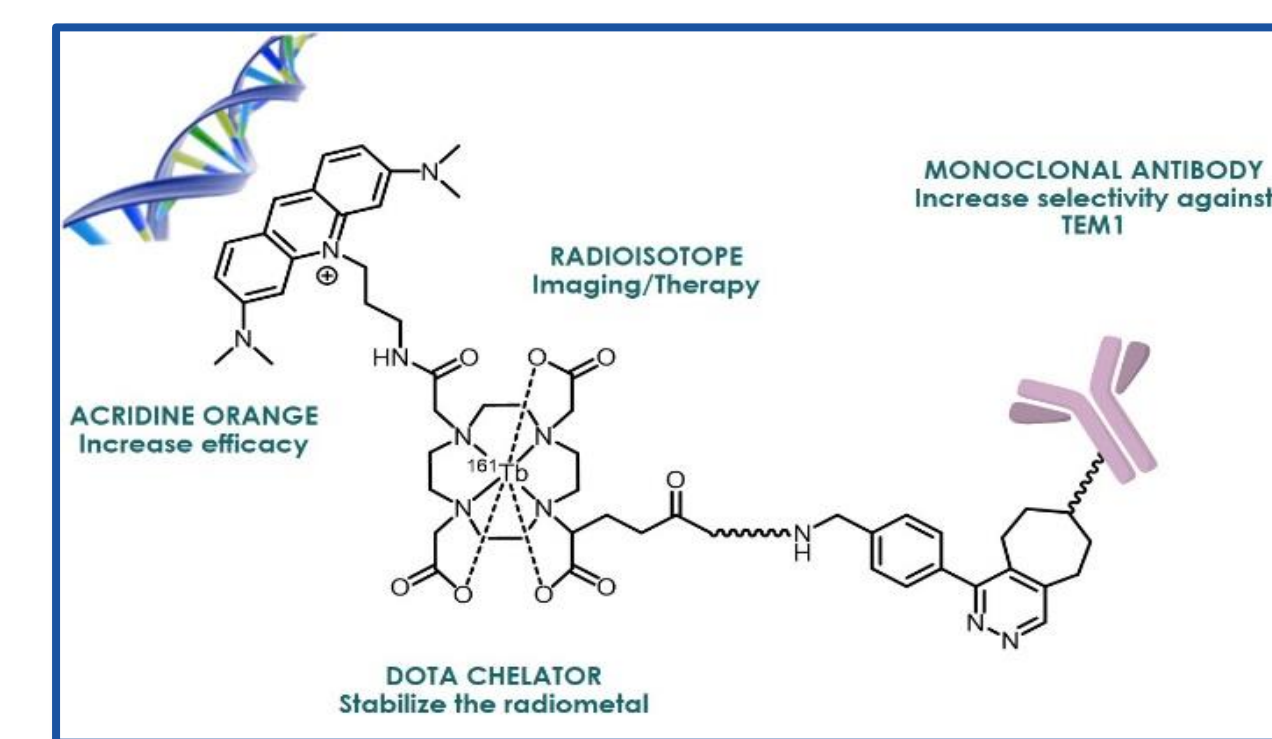 MONOCLONAL ANTIBODY
Increase selectivity against
TEM1
RADIOISOTOPE
Imaging/Therapy
ACRIDINE ORANGE
Increase efficacy
DOTA CHELATOR
Stabilize the radiometal
N
N
⊕
N
HN
O
O
O
N
N
¹⁶¹Tb
N
N
O
O
O
O
O
N
H
N
N